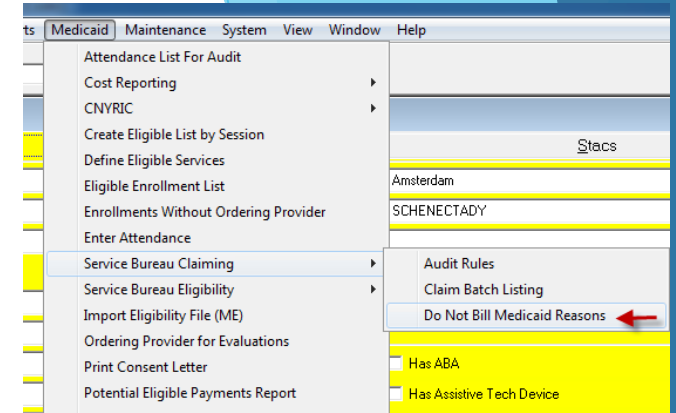 ts Medicaid Maintenance System View Window Help
Attendance List For Audit
Cost Reporting
CNYRIC
Create Eligible List by Session
Stacs
Define Eligible Services
Eligible Enrollment List
Amsterdam
Enrollments Without Ordering Provider
SCHENECTADY
Enter Attendance
Service Bureau Claiming
Audit Rules
Service Bureau Eligibility
Claim Batch Listing
Import Eligibility File (ME)
Do Not Bill Medicaid Reasons
Ordering Provider for Evaluations
Print Consent Letter
Has ABA
Potential Eligible Payments Report
Has Assistive Tech Device